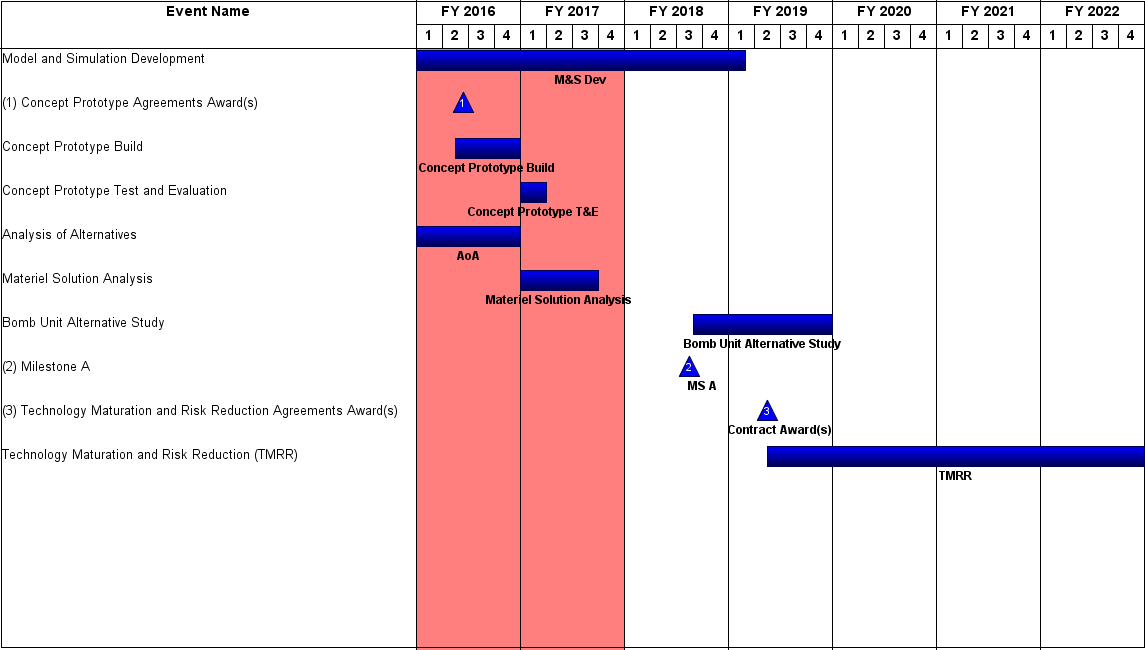 Event Name FY 2016 FY 2017 FY 2018 FY 2019 FY 2020 FY 2021 FY 2022
1 2 3 4 1 2 3 4 1 2 3 4 1 2 3 4 1 2 3 4 1 2 3 4 1 2 3 4
Model and Simulation Development
M&S Dev
(1) Concept Prototype Agreements Award(s) 1
Concept Prototype Build
Concept Prototype Build
Concept Prototype Test and Evaluation
Concept Prototype T&E
Analysis of Alternatives
AoA
Materiel Solution Analysis
Materiel Solution Analysis
Bomb Unit Alternative Study
Bomb Unit Alternative Study
(2) Milestone A 2
MS A
(3) Technology Maturation and Risk Reduction Agreements Award(s) 3
Contract Award(s)
Technology Maturation and Risk Reduction (TMRR)
TMRR